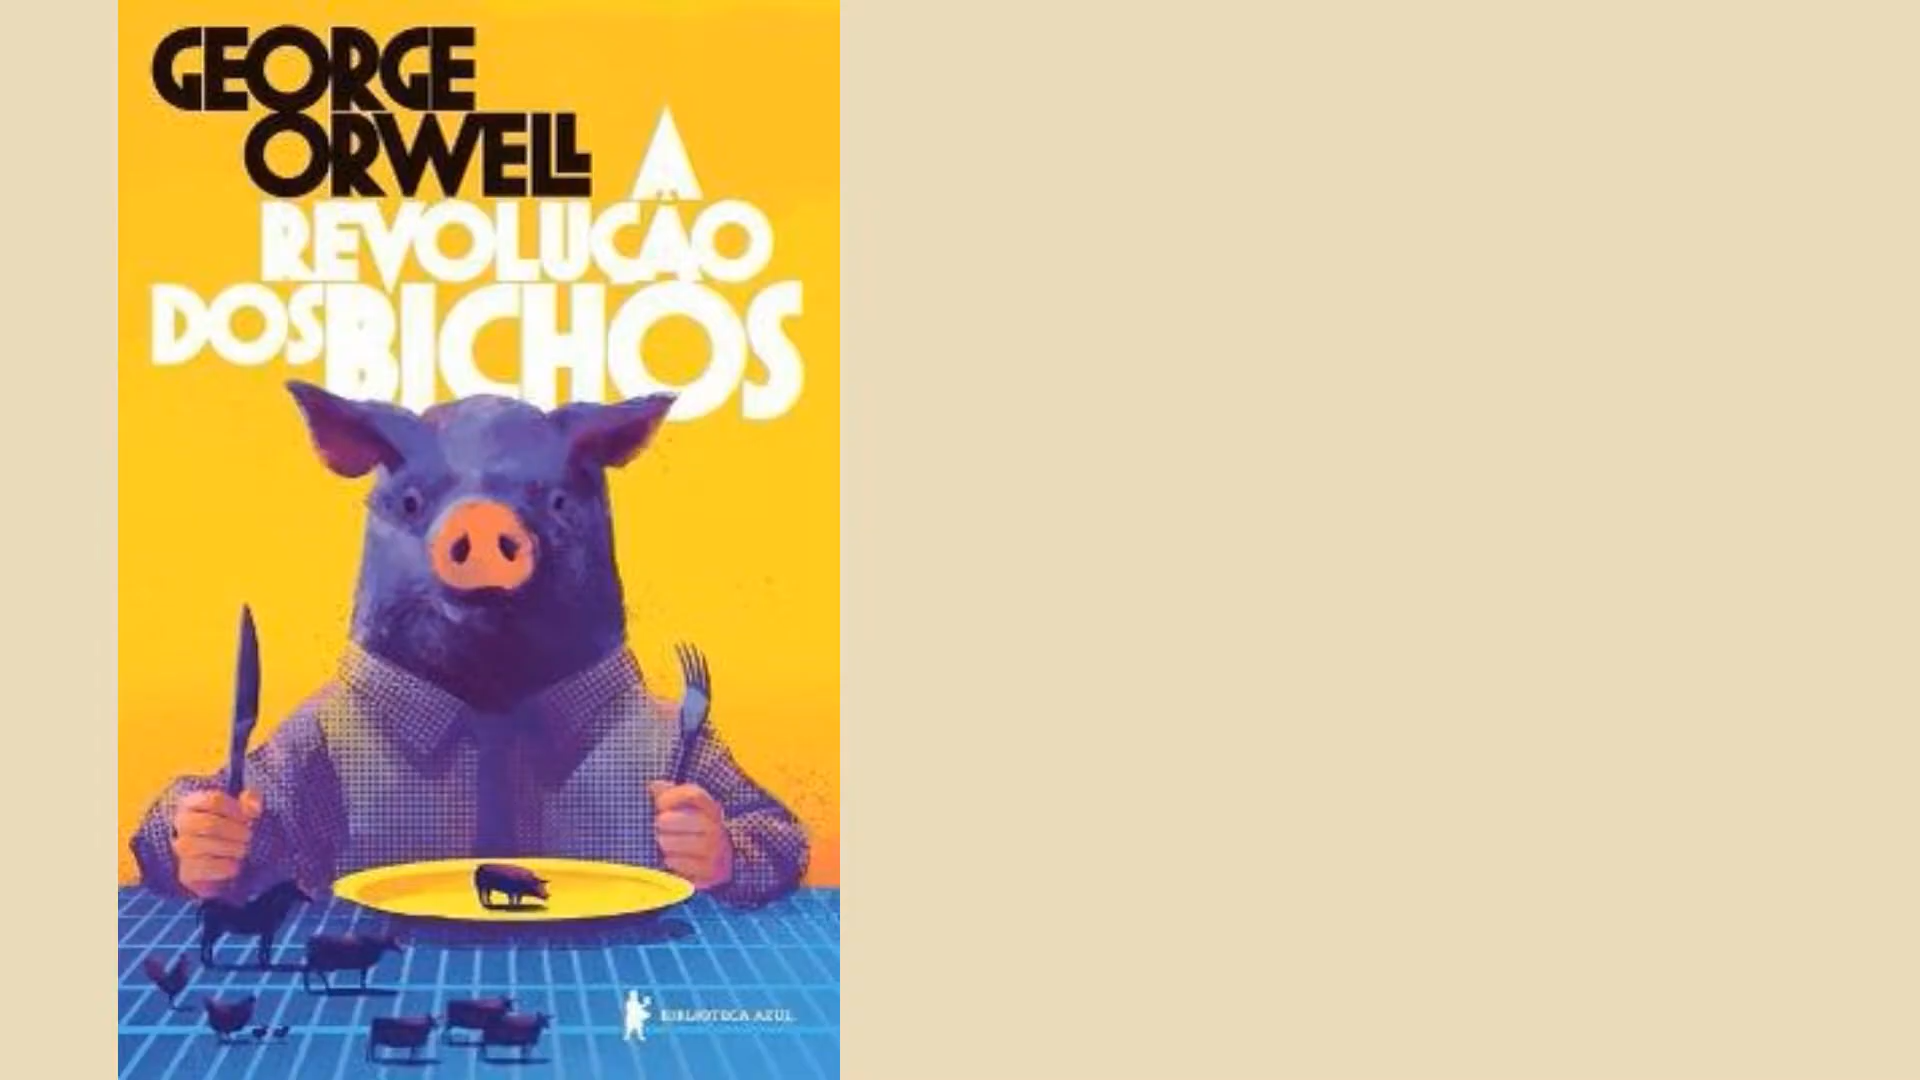 GEORGE
ORWELL
A
REVOLUÇÃO
DOS BICHOS
BIBLIOTECA AZUL